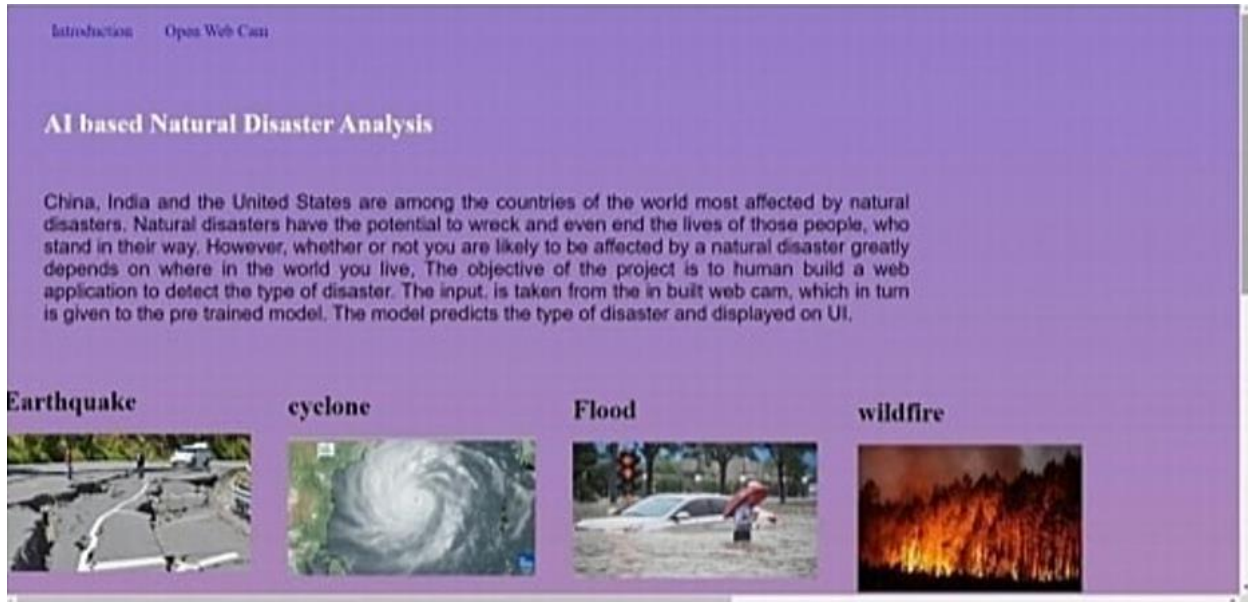 Introduction Open Web Cam
AI based Natural Disaster Analysis
China, India and the United States are among the countries of the world most affected by natural
disasters. Natural disasters have the potential to wreck and even end the lives of those people, who
stand in their way. However, whether or not you are likely to be affected by a natural disaster greatly
depends on where in the world you live, The objective of the project is to human build a web
application to detect the type of disaster. The input. is taken from the in built web cam, which in turn
is given to the pre trained model. The model predicts the type of disaster and displayed on UI.
Earthquake cyclone Flood wildfire